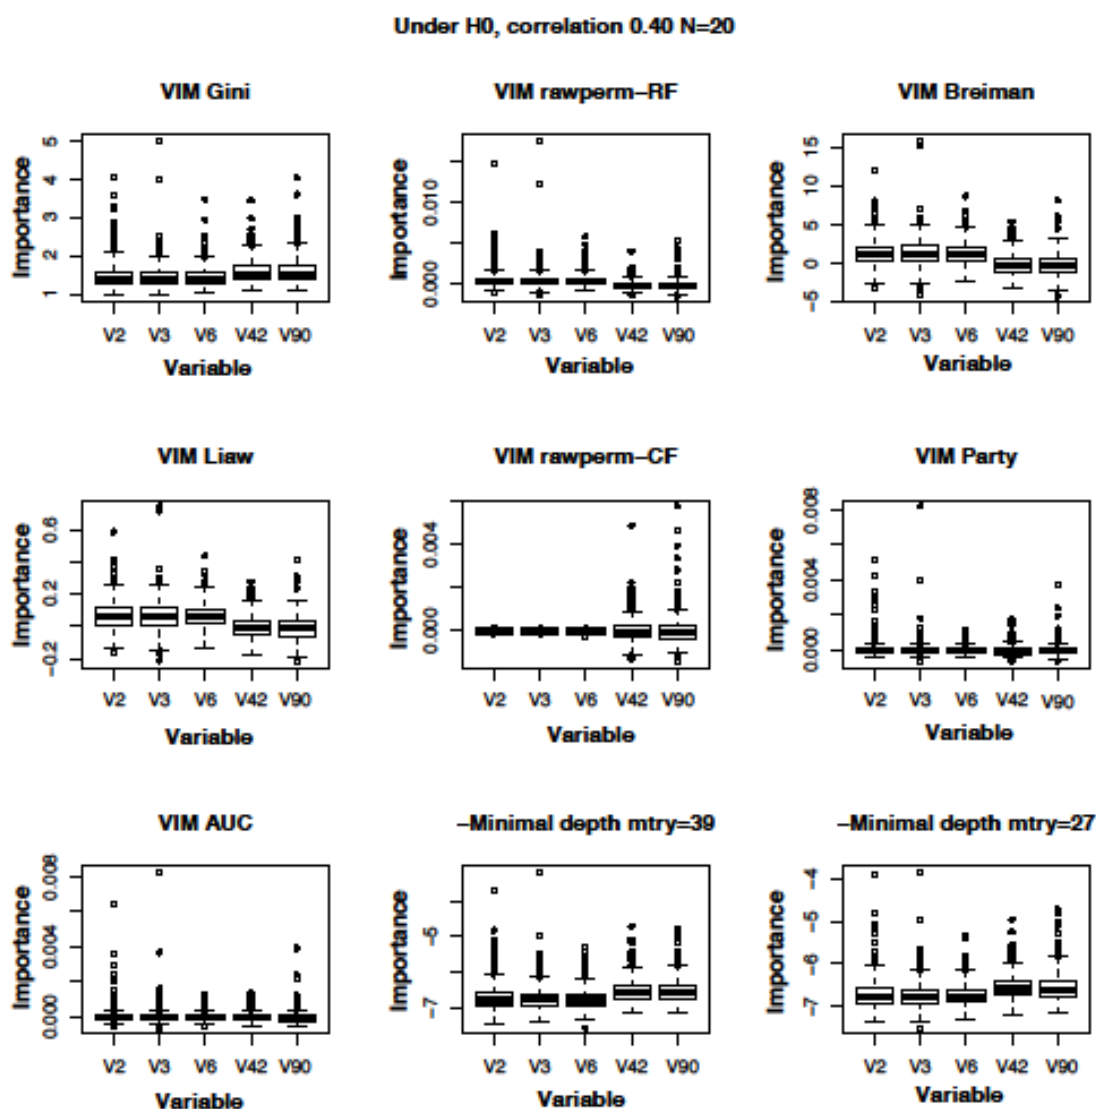 Under H0, correlation 0.40 N=20
VIM Gini
VIM rawperm-RF
VIM Breiman
Importance
5
4
3
2
1
V2 V3 V6 V42 V90
Variable
Importance
0.010
0.000
V2 V3 V6 V42 V90
Variable
Importance
15
10
5
0
-5
V2 V3 V6 V42 V90
Variable
VIM Liaw
VIM rawperm-CF
VIM Party
Importance
0.6
0.2
-0.2
V2 V3 V6 V42 V90
Variable
Importance
0.004
0.000
V2 V3 V6 V42 V90
Variable
Importance
0.008
0.004
0.000
V2 V3 V6 V42 V90
Variable
VIM AUC
-Minimal depth mtry=39
-Minimal depth mtry=27
Importance
0.008
0.004
0.000
V2 V3 V6 V42 V90
Variable
Importance
-5
-7
V2 V3 V6 V42 V90
Variable
Importance
-4
-5
-6
-7
V2 V3 V6 V42 V90
Variable